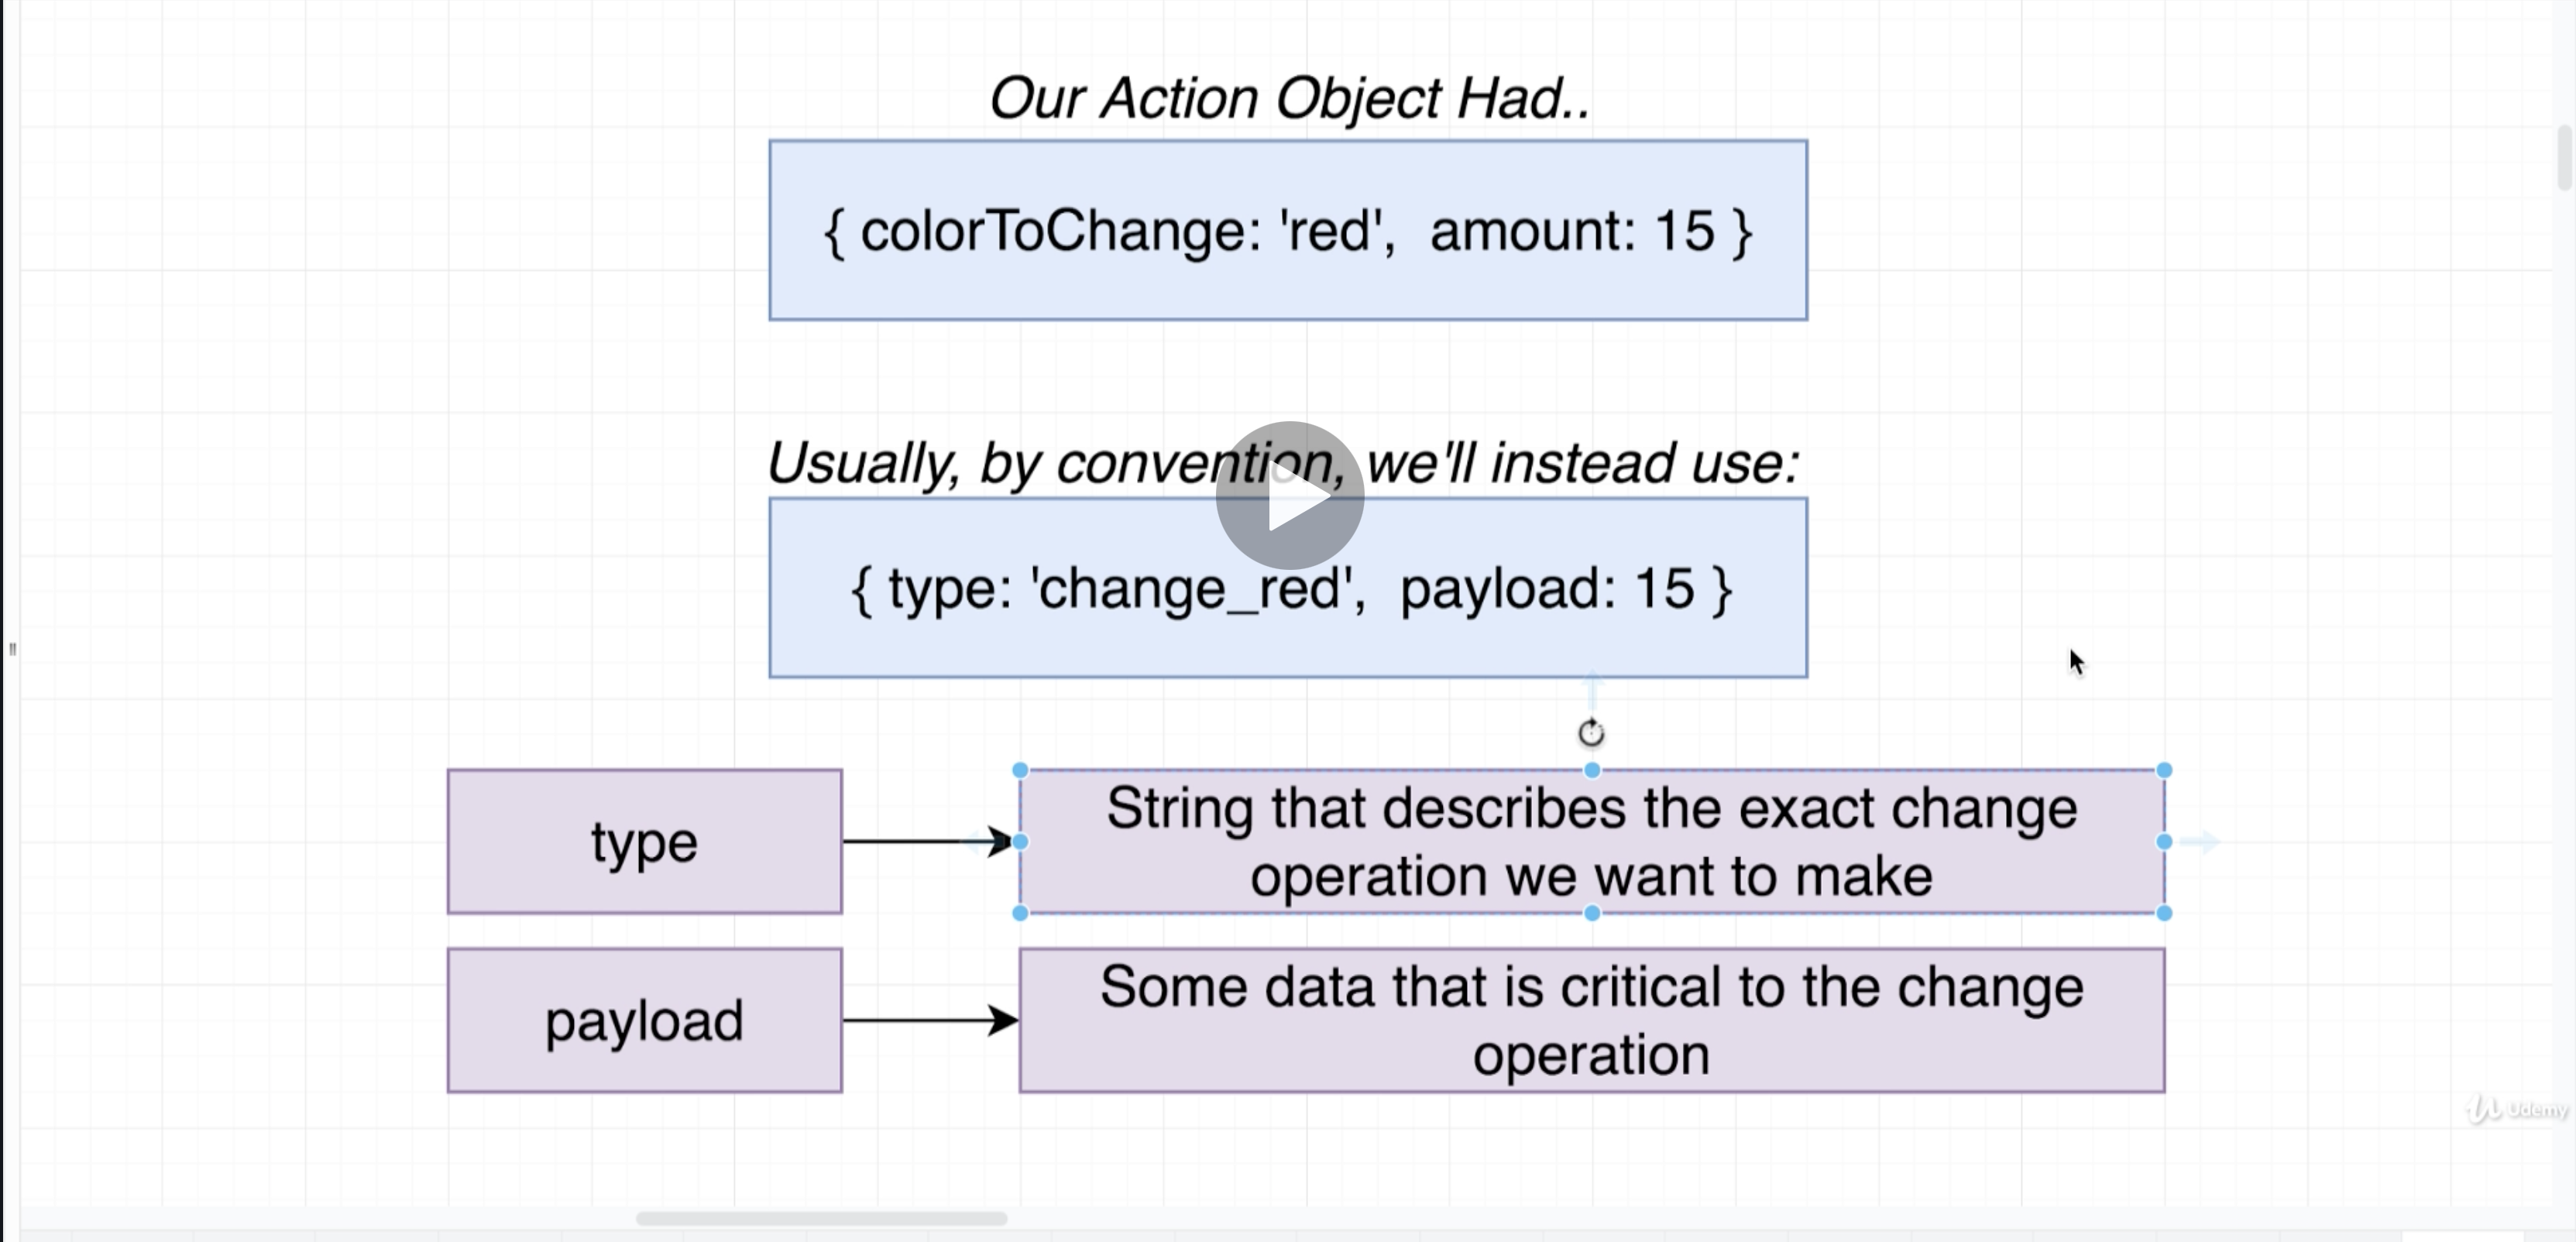 Our Action Object Had..
{ colorToChange: 'red',  amount: 15 }
Usually, by convention, we'll instead use:
{ type: 'change_red',  payload: 15 }
type
String that describes the exact change
operation we want to make
payload
Some data that is critical to the change
operation
Udemy